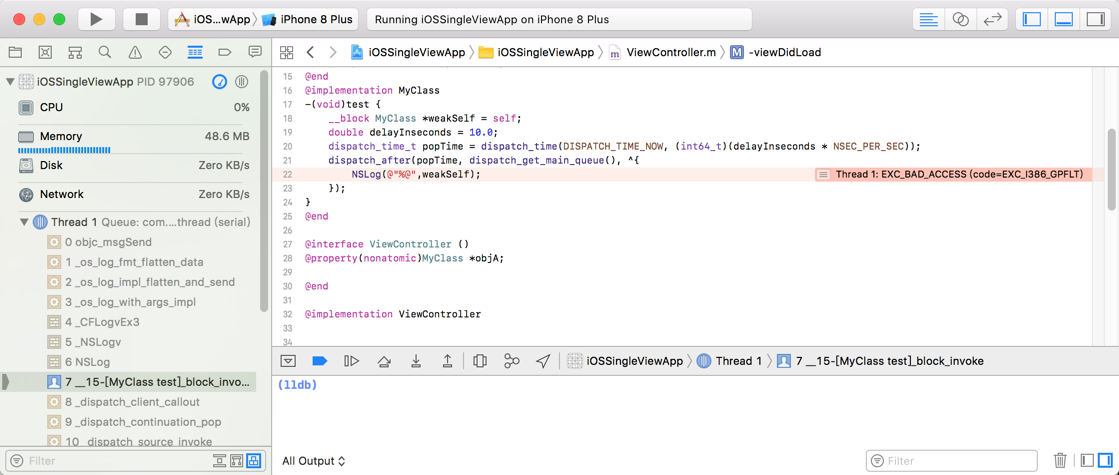 iOS...wApp iPhone 8 Plus Running iOSSingleViewApp on iPhone 8 Plus
iOSSingleViewApp iOSSingleViewApp m ViewController.m M -viewDidLoad
iOSSingleViewApp PID 97906
CPU 0%
Memory 48.6 MB
Disk Zero KB/s
Network Zero KB/s
Thread 1 Queue: com....thread (serial)
0 objc_msgSend
1 _os_log_fmt_flatten_data
2 _os_log_impl_flatten_and_send
3 _os_log_with_args_impl
4 _CFLogvEx3
5 _NSLogv
6 NSLog
7 __15-[MyClass test]_block_invo...
8 _dispatch_client_callout
9 _dispatch_continuation_pop
10 _dispatch_source_invoke
Filter
15 @end
16 @implementation MyClass
17 -(void)test {
18 __block MyClass *weakSelf = self;
19 double delayInseconds = 10.0;
20 dispatch_time_t popTime = dispatch_time(DISPATCH_TIME_NOW, (int64_t)(delayInseconds * NSEC_PER_SEC));
21 dispatch_after(popTime, dispatch_get_main_queue(), ^{
22 NSLog(@"%@",weakSelf); Thread 1: EXC_BAD_ACCESS (code=EXC_I386_GPFLT)
23 });
24 }
25 @end
26
27 @interface ViewController ()
28 @property(nonatomic)MyClass *objA;
29
30 @end
31
32 @implementation ViewController
33
34
iOSSingleViewApp Thread 1 7 __15-[MyClass test]_block_invoke
(lldb)
All Output Filter